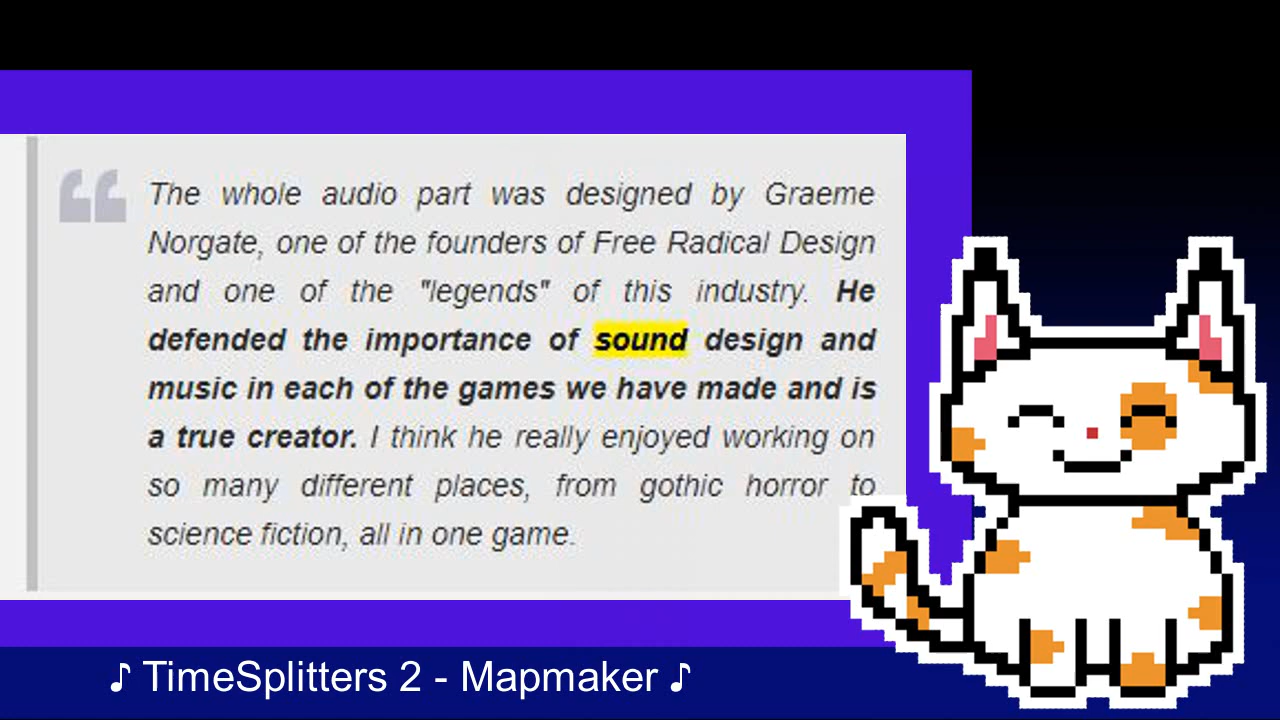 The whole audio part was designed by Graeme
Norgate, one of the founders of Free Radical Design
and one of the "legends" of this industry. He
defended the importance of sound design and
music in each of the games we have made and is
a true creator. I think he really enjoyed working on
so many different places, from gothic horror to
science fiction, all in one game.
♪ TimeSplitters 2 - Mapmaker ♪